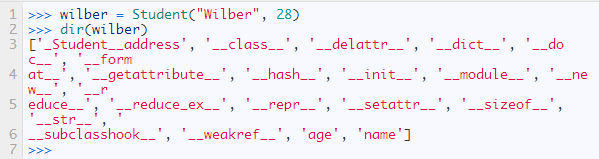 1 >>> wilber = Student("Wilber", 28)
2 >>> dir(wilber)
3 ['_Student__address', '__class__', '__delattr__', '__dict__', '__do
c__', '__form
4 at__', '__getattribute__', '__hash__', '__init__', '__module__', '__ne
w__', '__r
5 educe__', '__reduce_ex__', '__repr__', '__setattr__', '__sizeof__',
'__str__', '
6 __subclasshook__', '__weakref__', 'age', 'name']
7 >>>